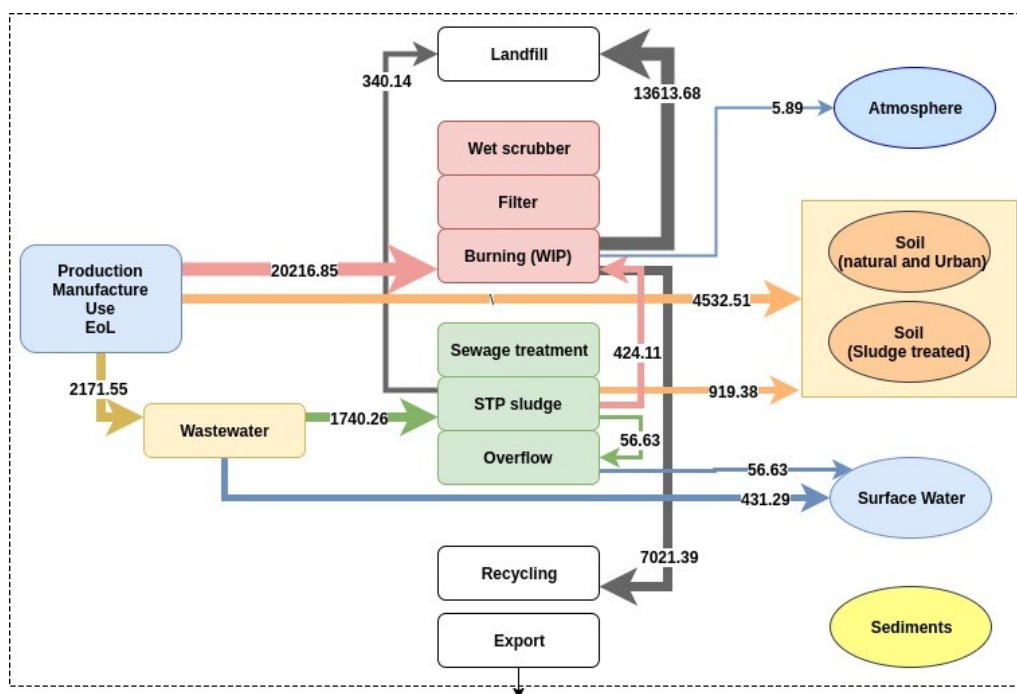 Landfill
340.14
13613.68
5.89
Atmosphere
Wet scrubber
Filter
Burning (WIP)
Production
Manufacture
Use
EoL
20216.85
\
4532.51
Soil
(natural and Urban)
Soil
(Sludge treated)
Sewage treatment
424.11
STP sludge
919.38
2171.55
Wastewater
1740.26
56.63
Overflow
56.63
431.29
Surface Water
7021.39
Recycling
Export
Sediments